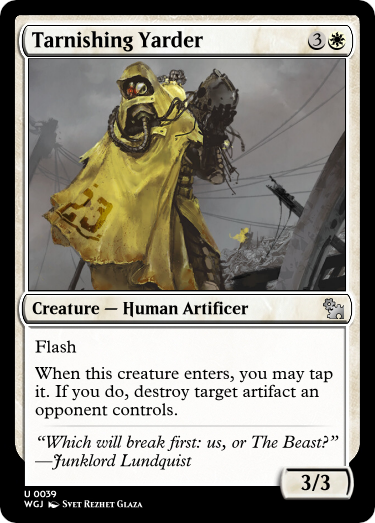 Tarnishing Yarder 3
23
Creature — Human Artificer
Flash
When this creature enters, you may tap
it. If you do, destroy target artifact an
opponent controls.
“Which will break first: us, or The Beast?”
—Junklord Lundquist
3/3
U 0039
WGJ Svet Rezhet Glaza